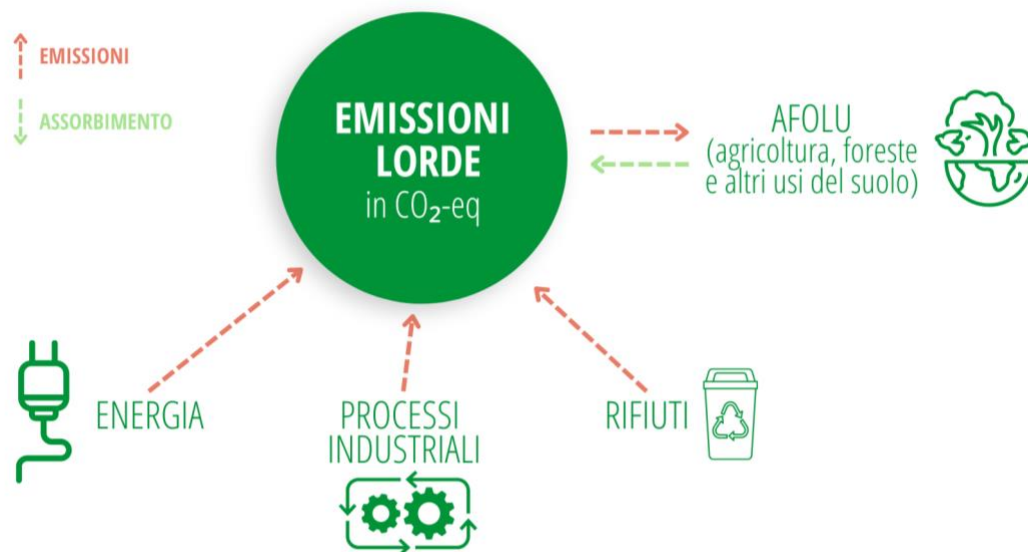 EMISSIONI
ASSORBIMENTO
EMISSIONI
LORDE
in CO₂-eq
AFOLU
(agricoltura, foreste
e altri usi del suolo)
ENERGIA
PROCESSI
INDUSTRIALI
RIFIUTI